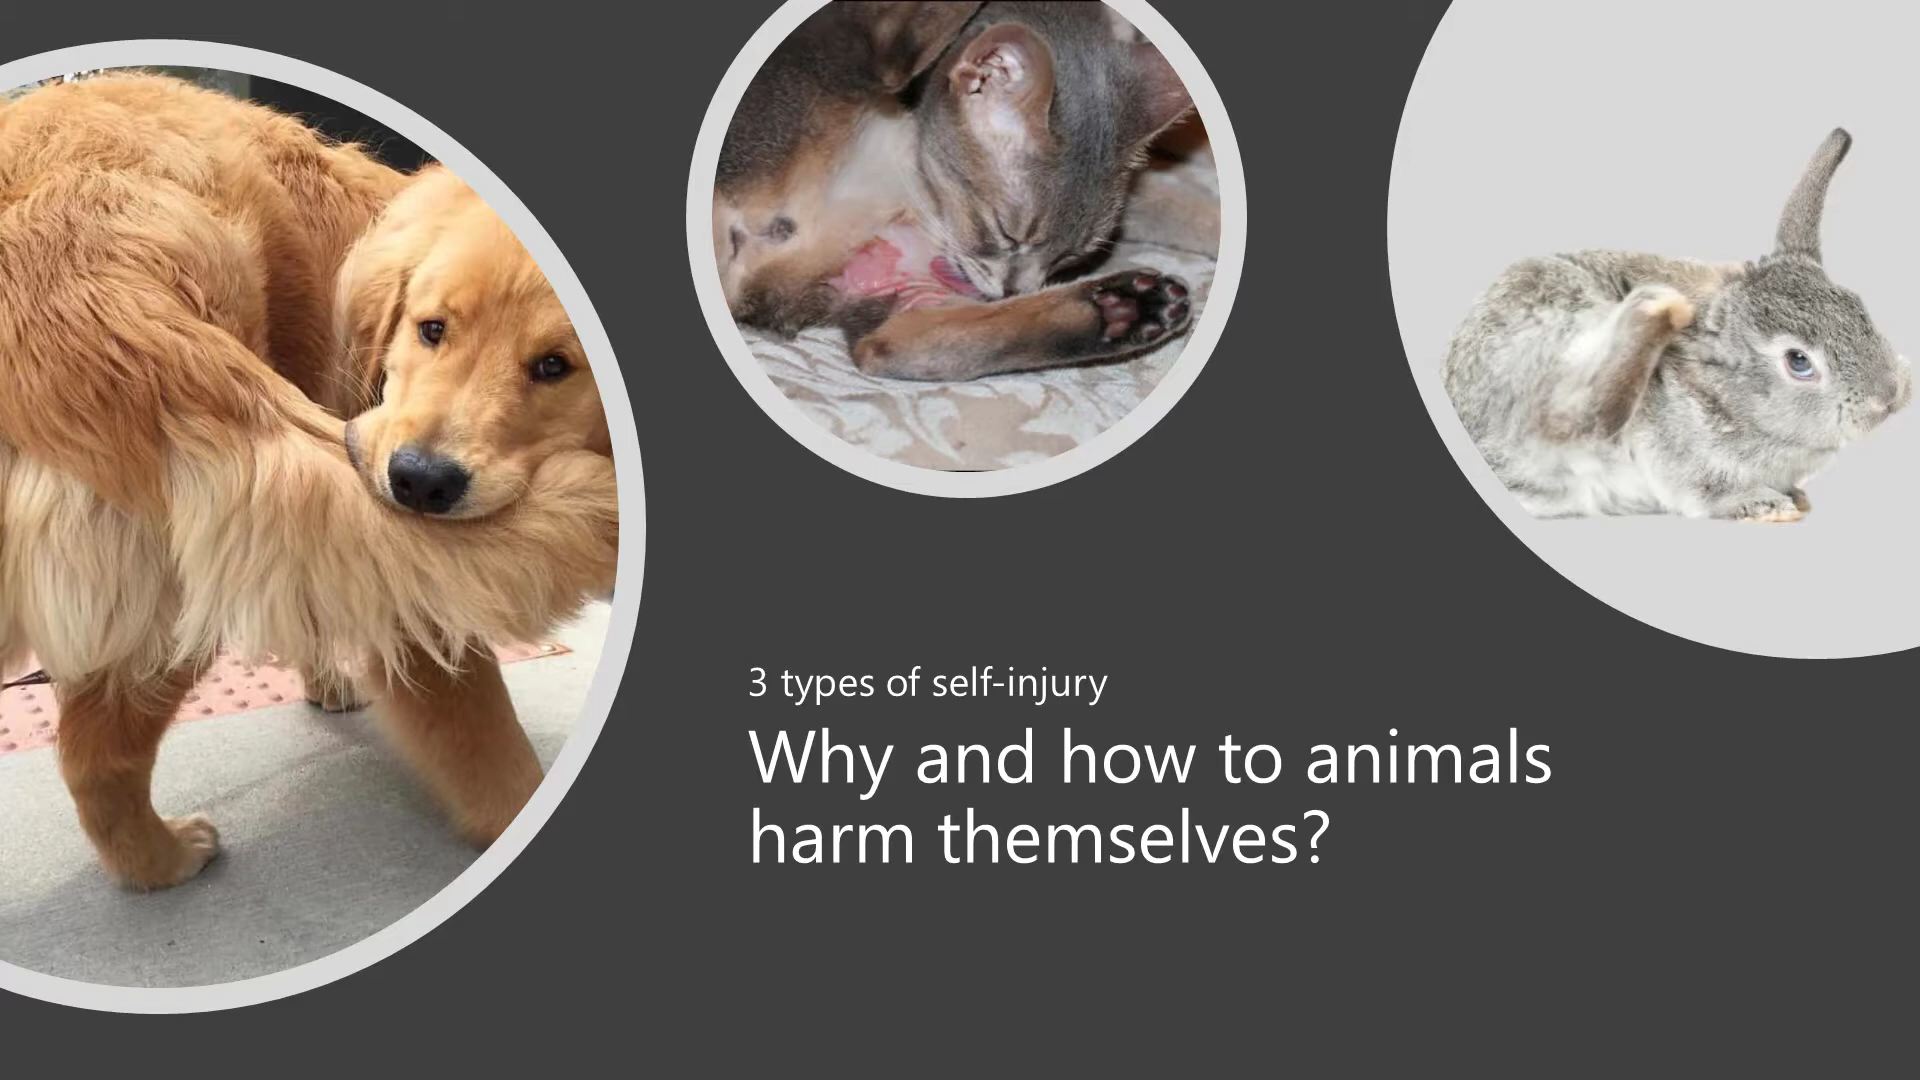 3 types of self-injury
Why and how to animals
harm themselves?